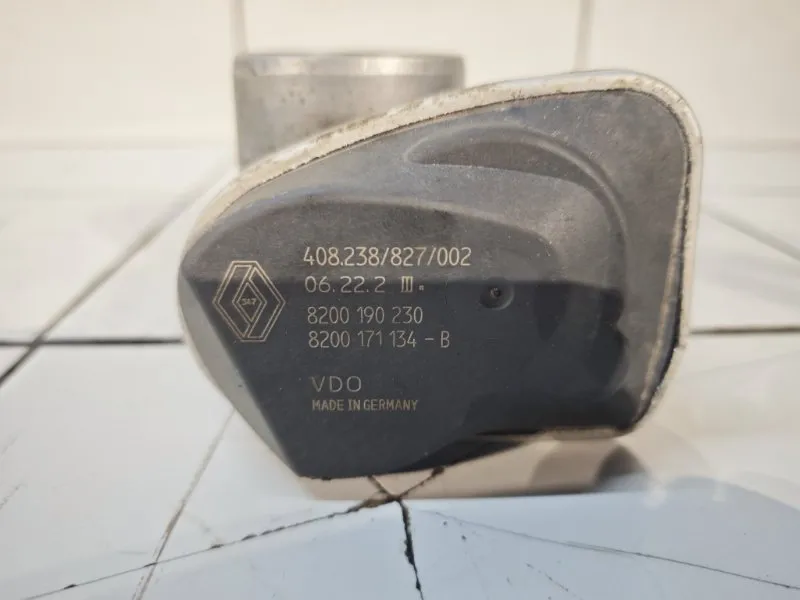 408.238/827/002
06.22.2 III
8200 190 230
8200 171 134 - B
VDO
MADE IN GERMANY